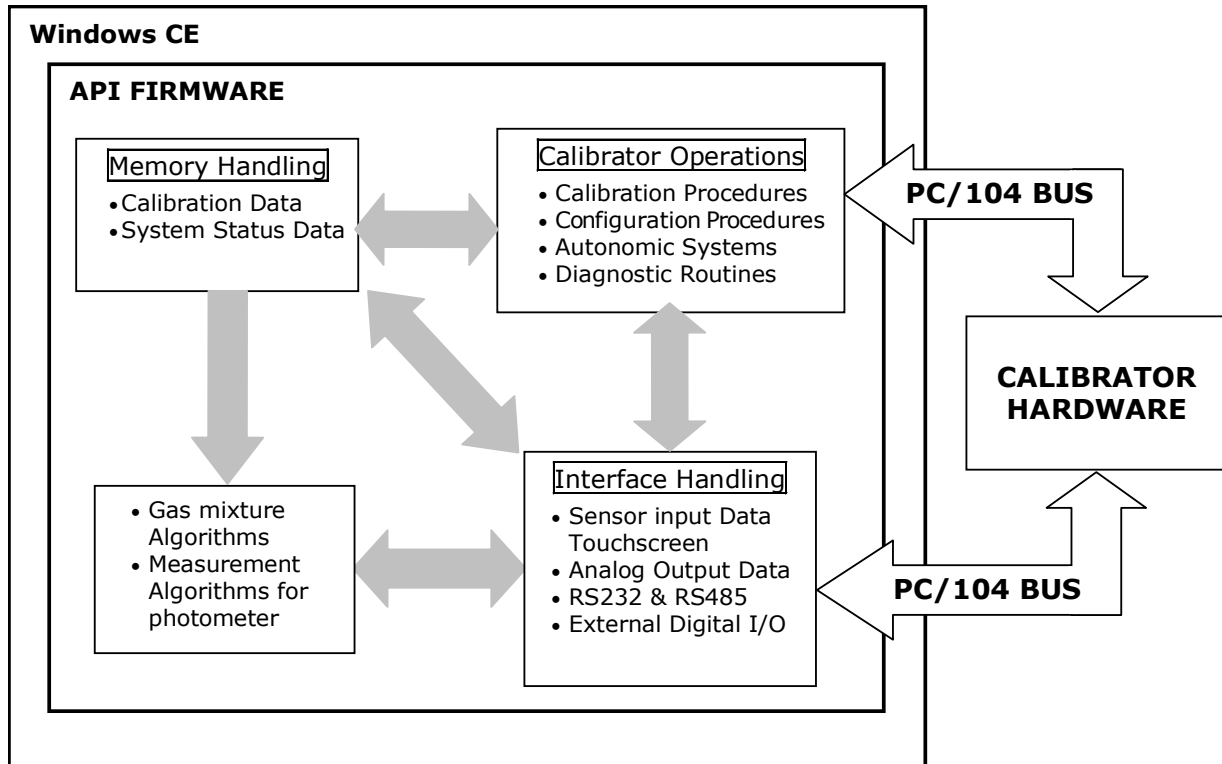 Windows CE
API FIRMWARE
Memory Handling
• Calibration Data
• System Status Data
Calibrator Operations
• Calibration Procedures
• Configuration Procedures
• Autonomic Systems
• Diagnostic Routines
PC/104 BUS
CALIBRATOR
HARDWARE
• Gas mixture
Algorithms
• Measurement
Algorithms for
photometer
Interface Handling
• Sensor input Data
Touchscreen
• Analog Output Data
• RS232 & RS485
• External Digital I/O
PC/104 BUS